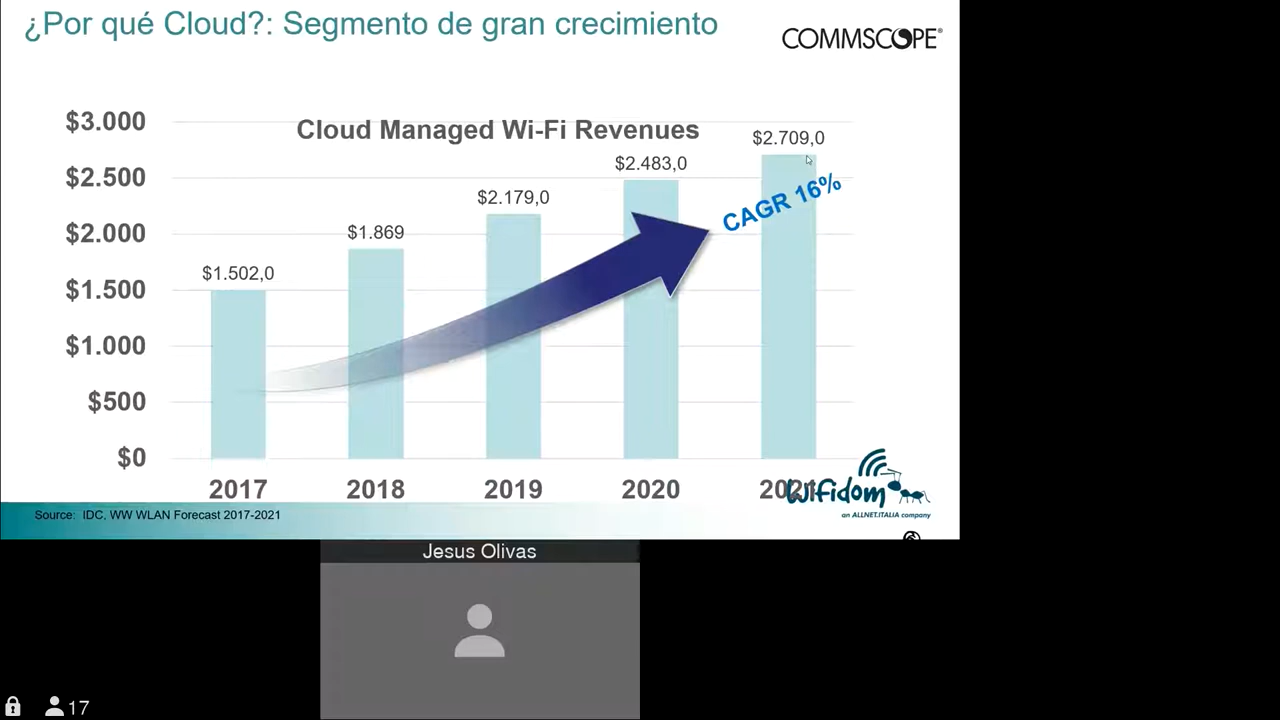 ¿Por qué Cloud?: Segmento de gran crecimiento
COMMSCOPE®
Cloud Managed Wi-Fi Revenues
$3.000
$2.500
$2.000
$1.500
$1.000
$500
$0
$1.502,0
$1.869
$2.179,0
$2.483,0
$2.709,0
CAGR 16%
2017
2018
2019
2020
Wifidom
an ALLNET.ITALIA company
Source: IDC, WW WLAN Forecast 2017-2021
Jesus Olivas
17